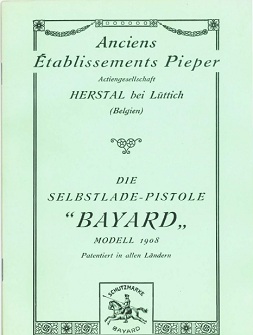 Anciens
Établissements Pieper
Actiengesellschaft
HERSTAL bei Lüttich
(Belgien)
DIE
SELBSTLADE-PISTOLE
“BAYARD„
MODELL 1908
Patentiert in allen Ländern
SCHUTZMARKE
BAYARD